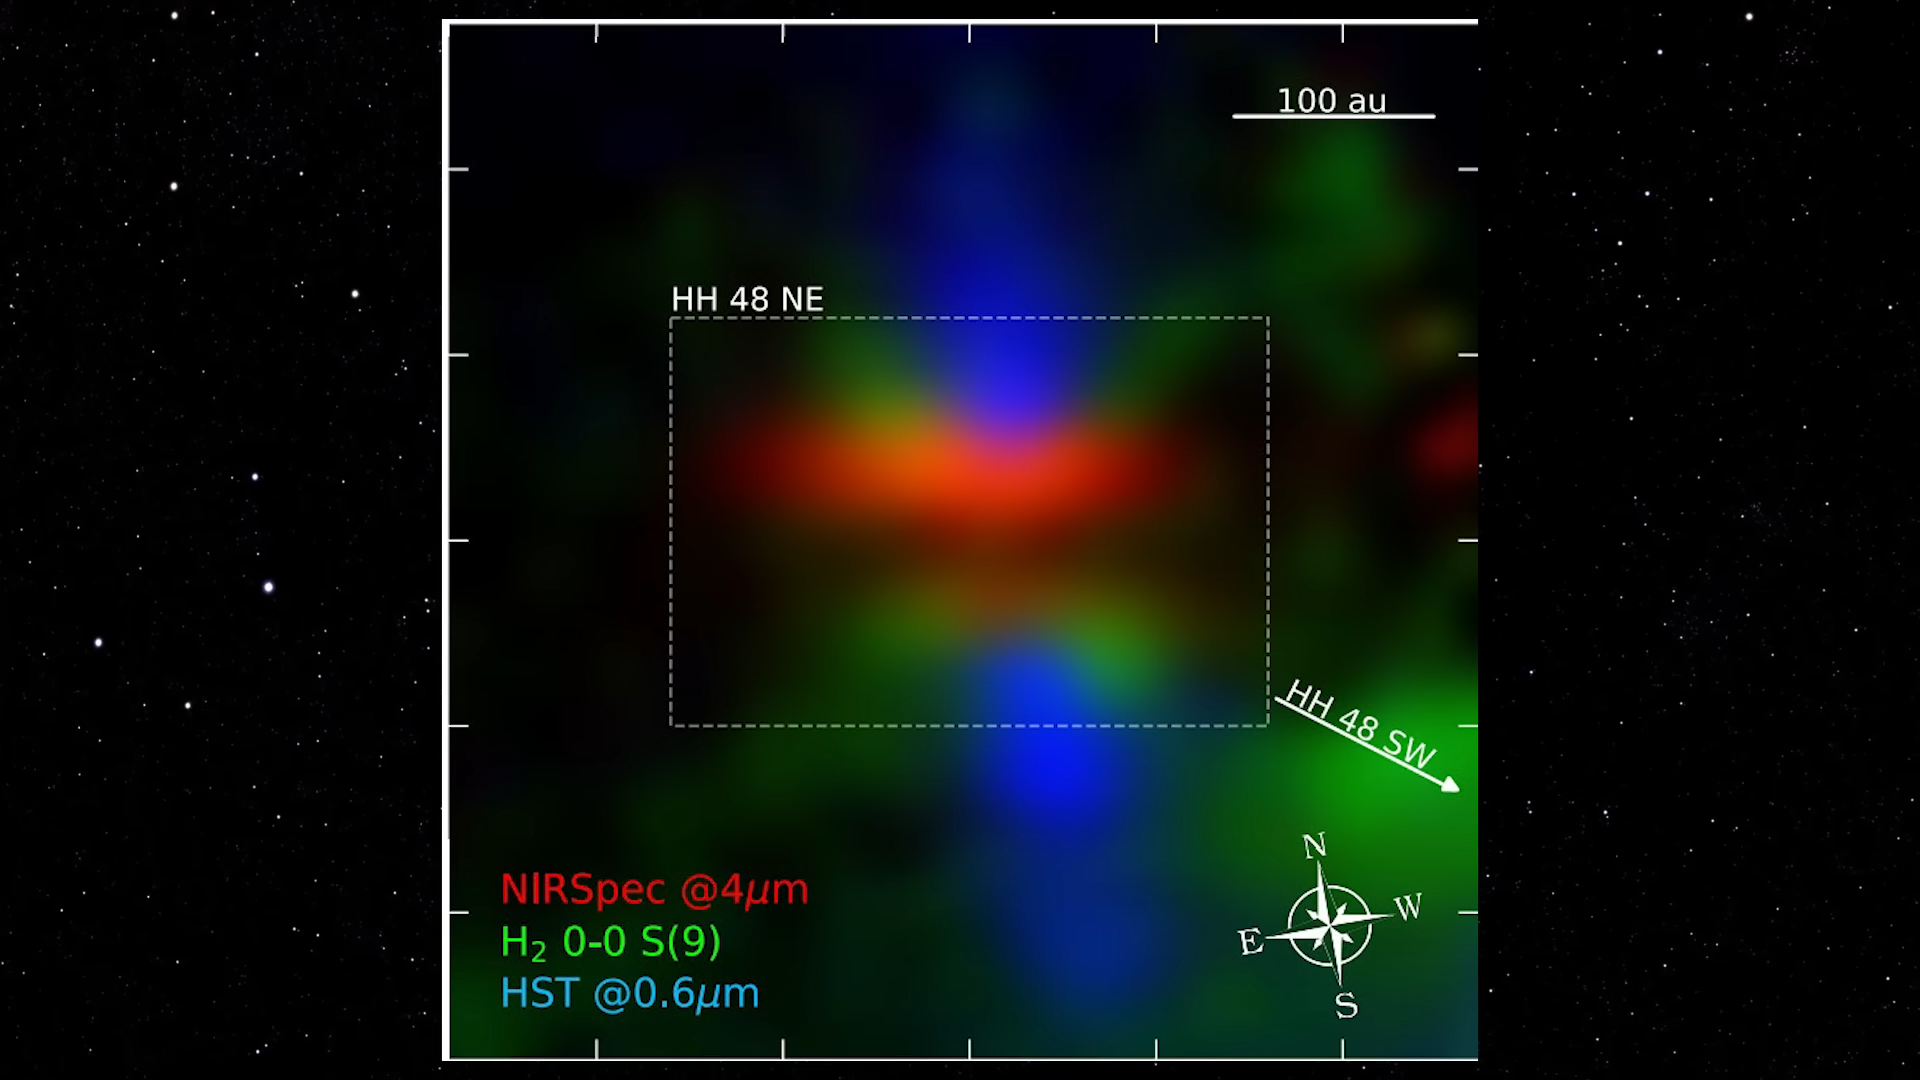 100 au
HH 48 NE
HH 48 SW
N
W
E
S
NIRSpec @4μm
H₂ 0-0 S(9)
HST @0.6μm